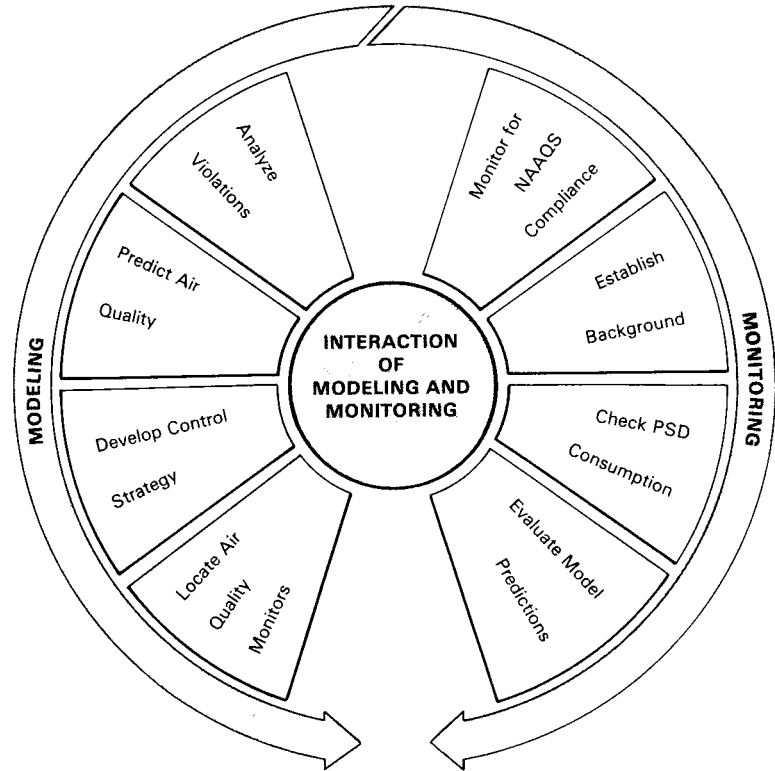 INTERACTION
OF
MODELING AND
MONITORING
MODELING
Analyze
Violations
Predict Air
Quality
Develop Control
Strategy
Locate Air
Quality
Monitors
MONITORING
Monitor for
NAAQS
Compliance
Establish
Background
Check PSD
Consumption
Evaluate Model
Predictions